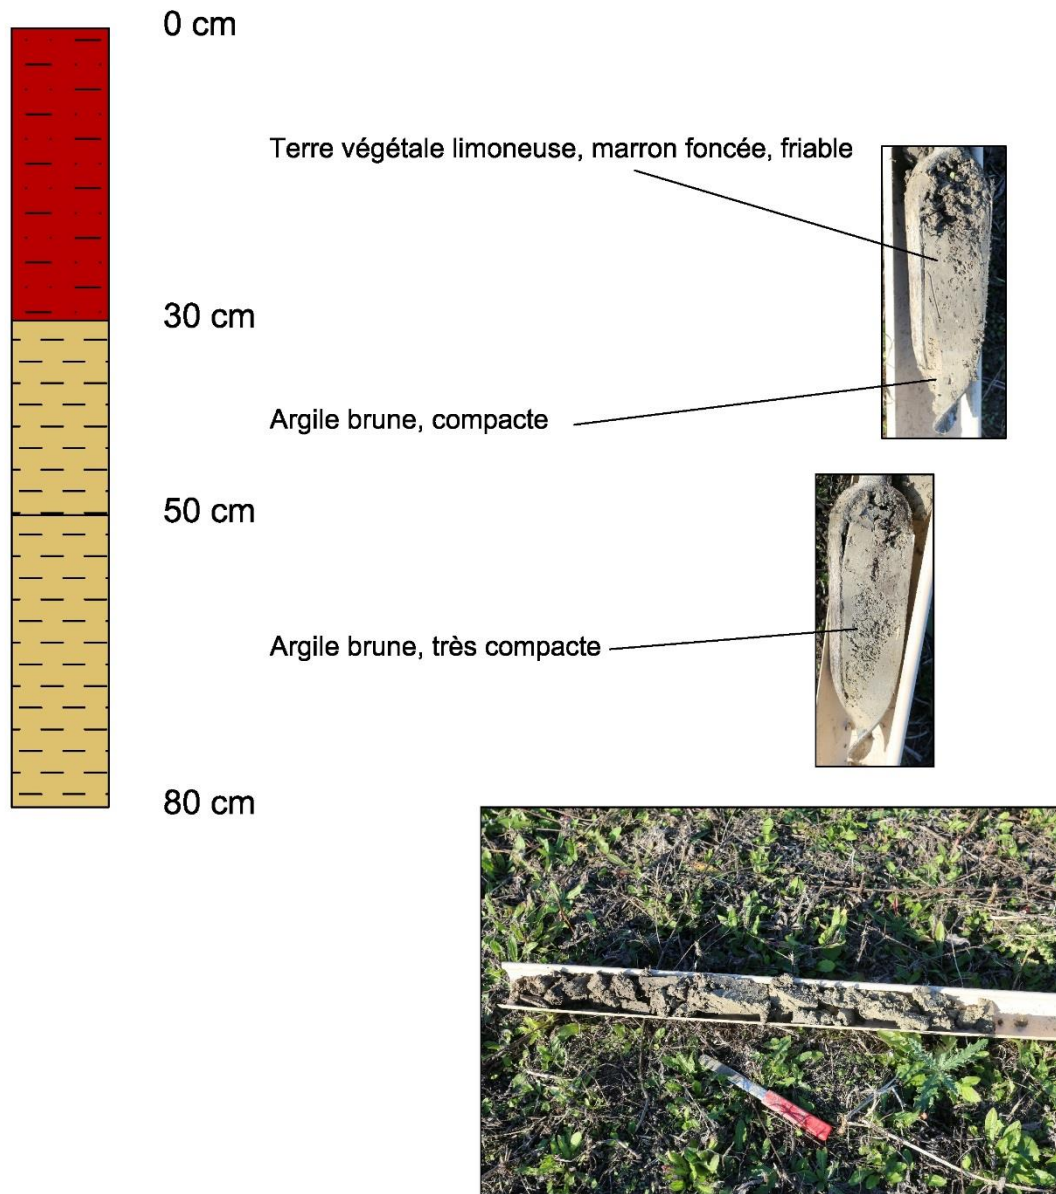 0 cm
Terre végétale limoneuse, marron foncée, friable
30 cm
Argile brune, compacte
50 cm
Argile brune, très compacte
80 cm